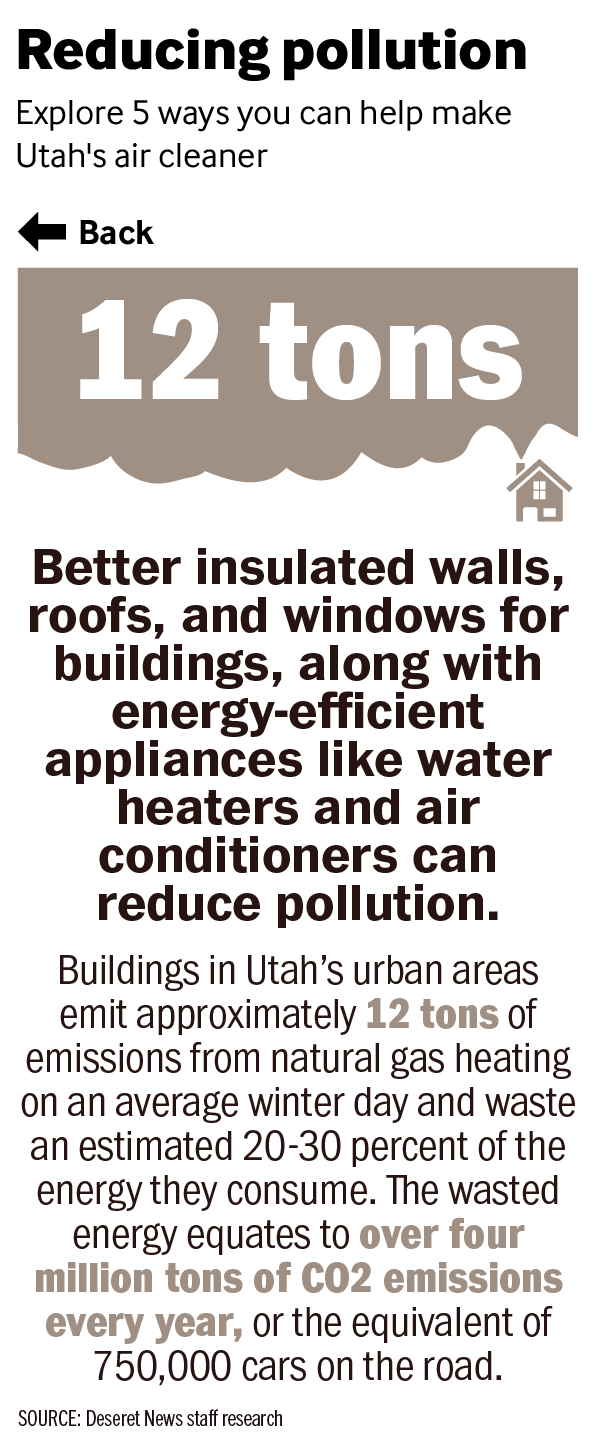 Reducing pollution
Explore 5 ways you can help make
Utah's air cleaner
Back
12 tons
Better insulated walls,
roofs, and windows for
buildings, along with
energy-efficient
appliances like water
heaters and air
conditioners can
reduce pollution.
Buildings in Utah’s urban areas
emit approximately 12 tons of
emissions from natural gas heating
on an average winter day and waste
an estimated 20-30 percent of the
energy they consume. The wasted
energy equates to over four
million tons of CO2 emissions
every year, or the equivalent of
750,000 cars on the road.
SOURCE: Deseret News staff research